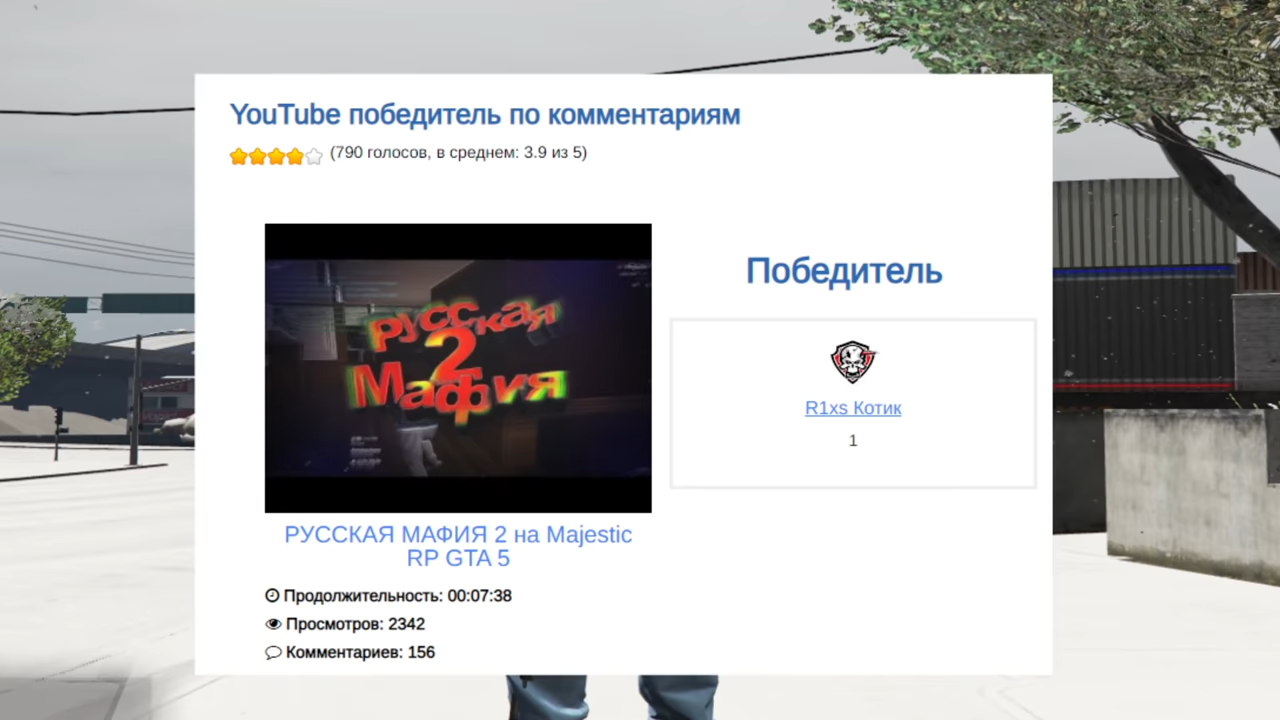 YouTube победитель по комментариям
(790 голосов, в среднем: 3.9 из 5)
Русская
2
Мафия
Победитель
R1xs Котик
1
РУССКАЯ МАФИЯ 2 на Majestic
RP GTA 5
Продолжительность: 00:07:38
Просмотров: 2342
Комментариев: 156